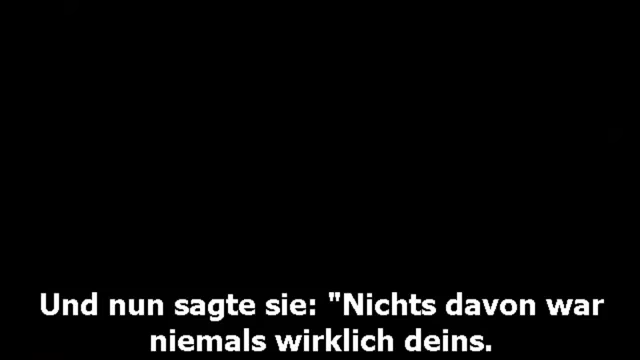 Und nun sagte sie: "Nichts davon war
niemals wirklich deins.